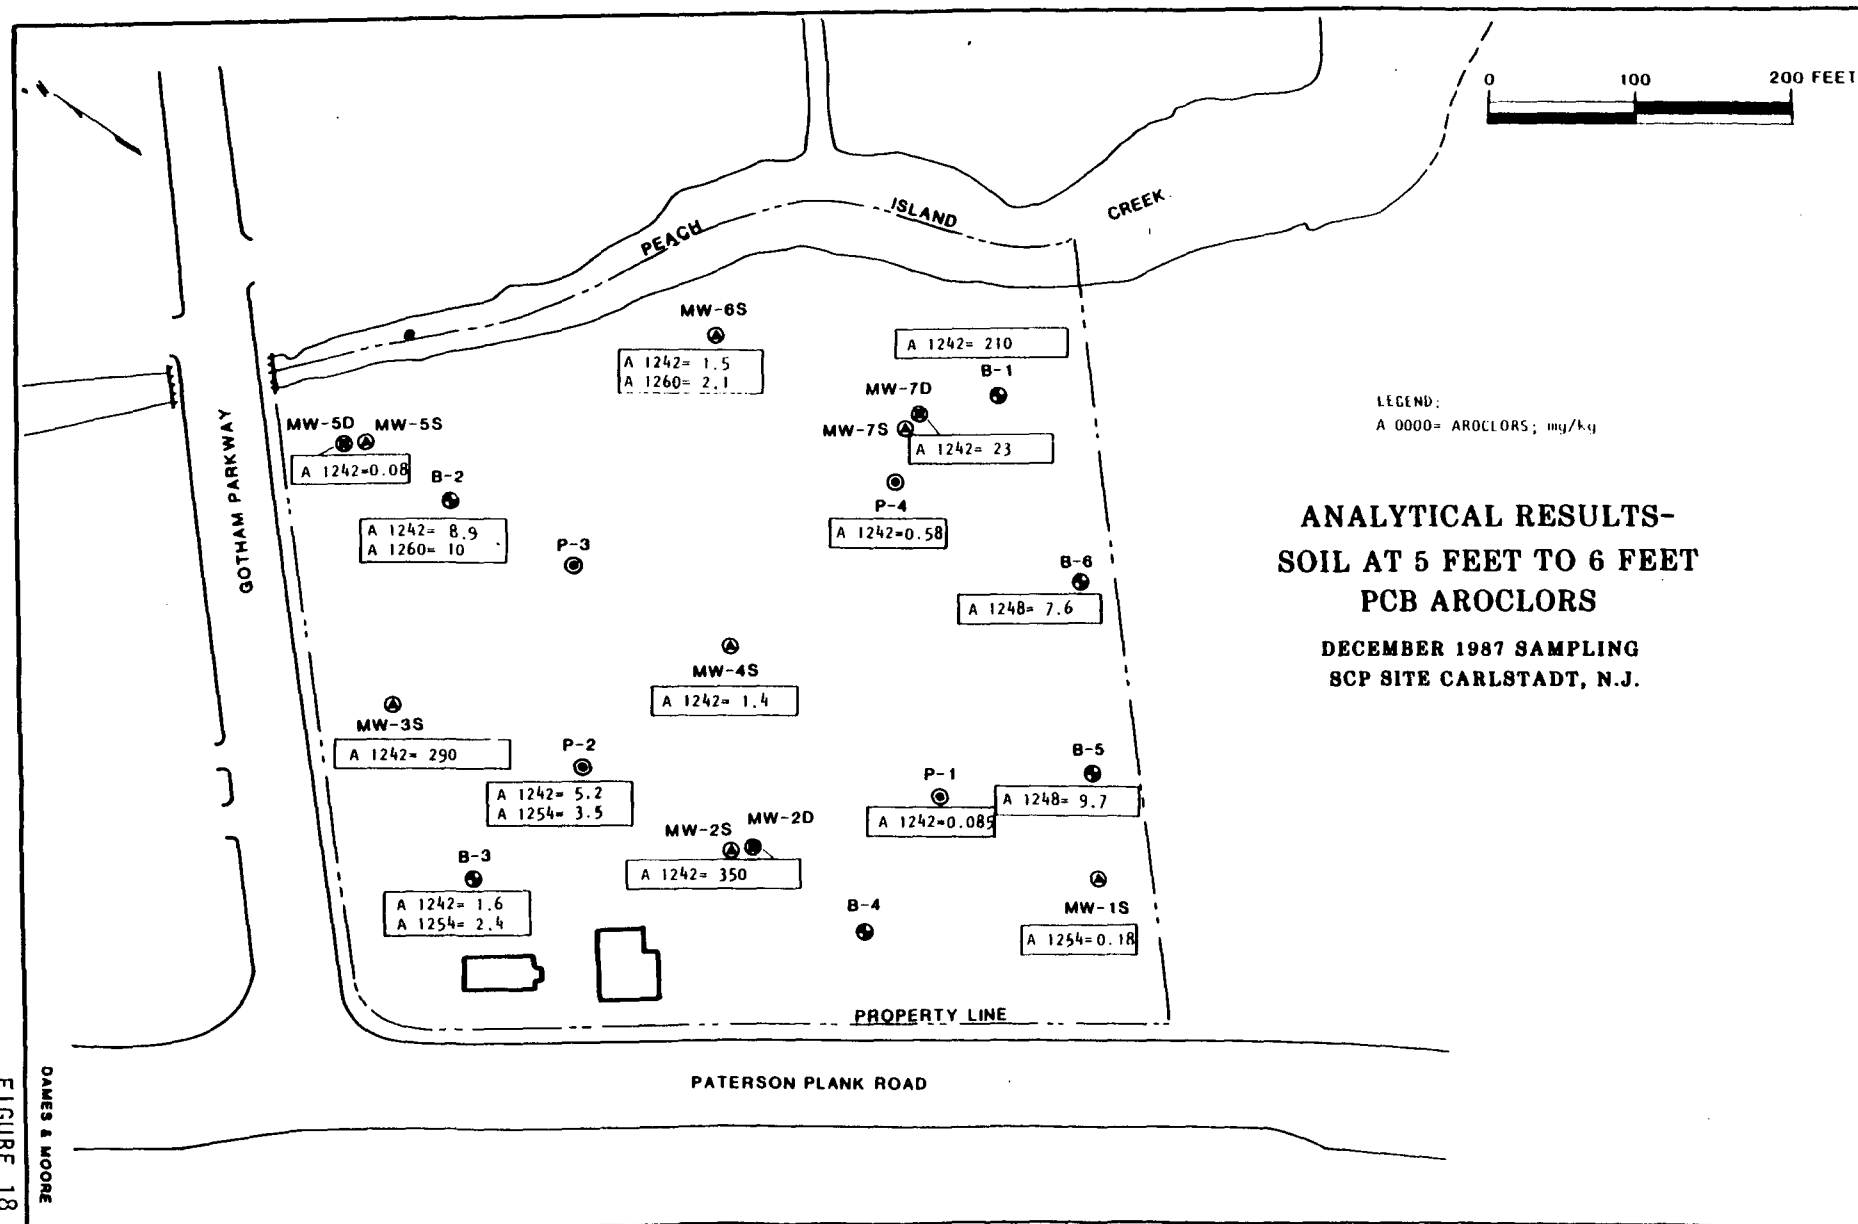 0 100 200 FEET
PEACH ISLAND CREEK
MW-6S
A 1242= 1.5
A 1260= 2.1
A 1242= 210
B-1
MW-7D
MW-7S
A 1242= 23
P-4
A 1242=0.58
MW-5D MW-5S
A 1242=0.08
B-2
A 1242= 8.9
A 1260= 10
P-3
B-6
A 1248= 7.6
GOTHAM PARKWAY
MW-4S
A 1242= 1.4
MW-3S
A 1242= 290
P-2
A 1242= 5.2
A 1254= 3.5
P-1
A 1242=0.085
B-5
A 1248= 9.7
MW-2S MW-2D
A 1242= 350
B-3
A 1242= 1.6
A 1254= 2.4
B-4
MW-1S
A 1254=0.18
PROPERTY LINE
PATERSON PLANK ROAD
LEGEND:
A 0000= AROCLORS; mg/kg
ANALYTICAL RESULTS-
SOIL AT 5 FEET TO 6 FEET
PCB AROCLORS
DECEMBER 1987 SAMPLING
SCP SITE CARLSTADT, N.J.
DAMES & MOORE
FIGURE 18